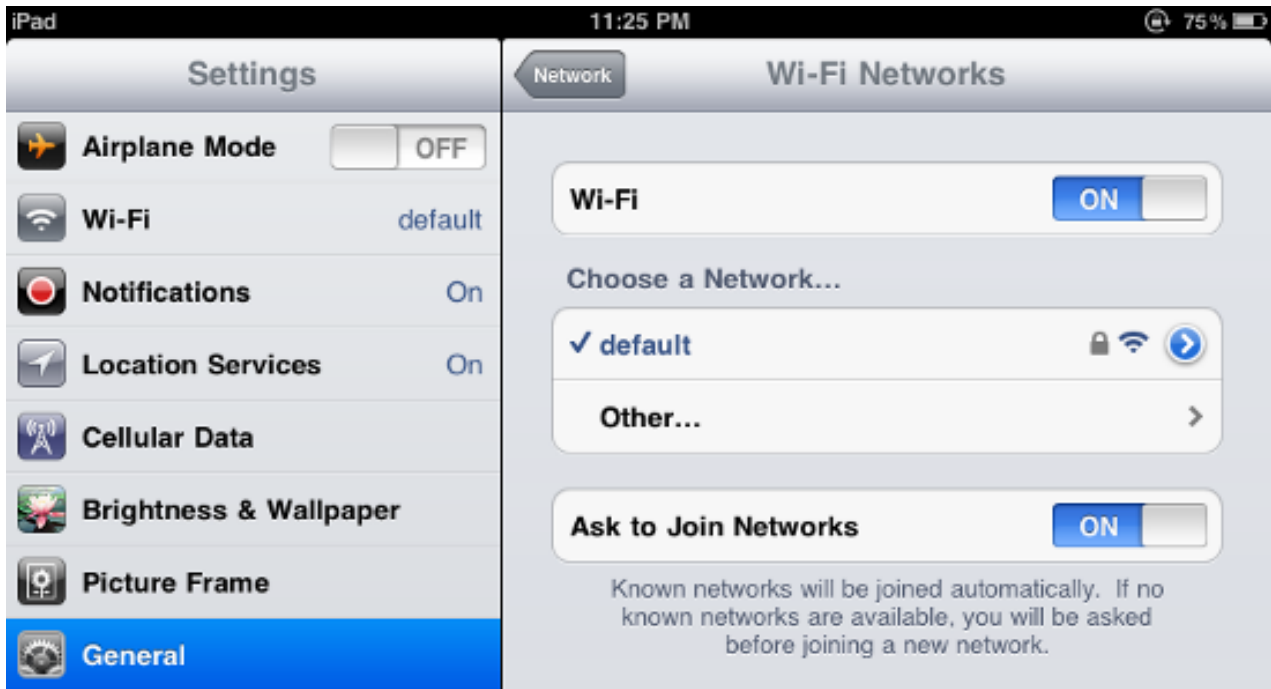 iPad 11:25 PM 75%
Settings
Airplane Mode OFF
Wi-Fi default
Notifications On
Location Services On
Cellular Data
Brightness & Wallpaper
Picture Frame
General
Network Wi-Fi Networks
Wi-Fi ON
Choose a Network...
default
Other...
Ask to Join Networks ON
Known networks will be joined automatically. If no
known networks are available, you will be asked
before joining a new network.